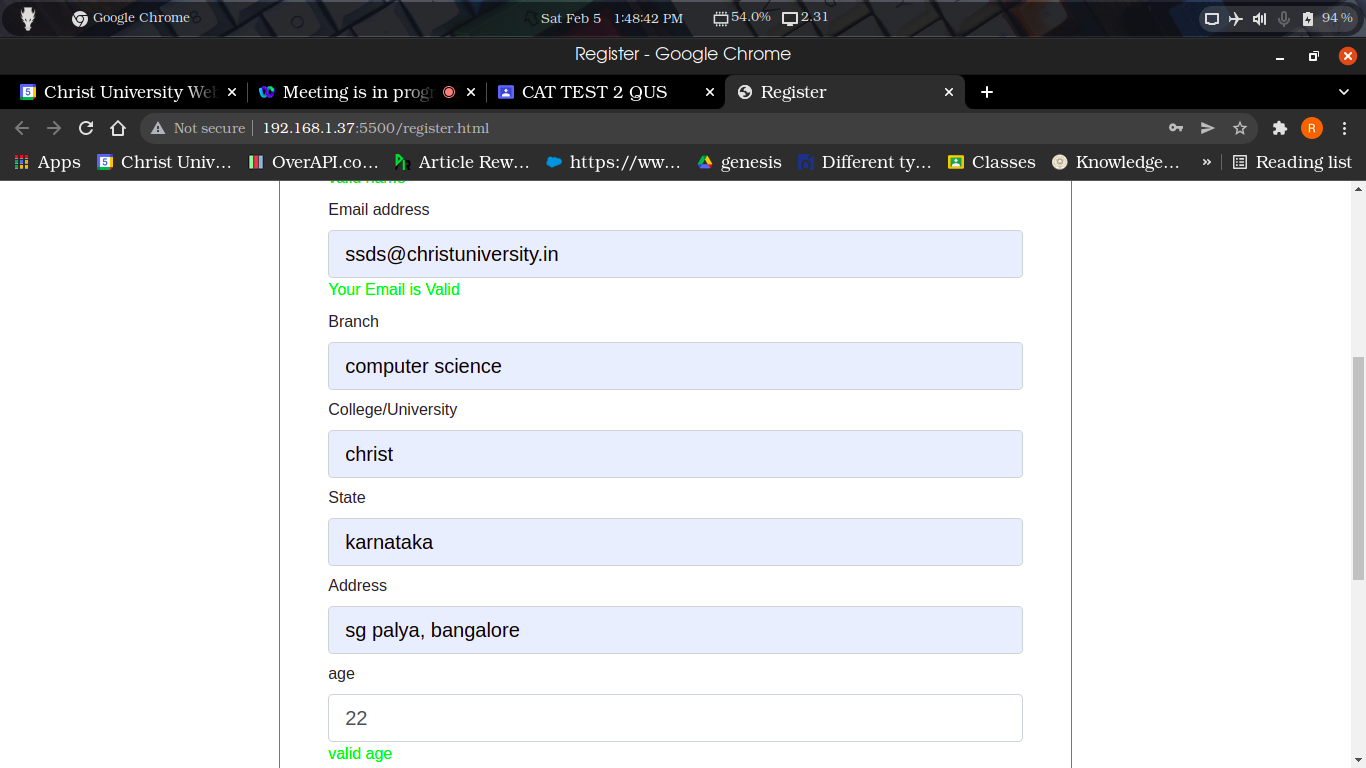 Google Chrome Sat Feb 5 1:48:42 PM 54.0% 2.31 94 %
Register - Google Chrome
Christ University We Meeting is in prog CAT TEST 2 QUS Register
Not secure 192.168.1.37:5500/register.html
Apps Christ Univ... OverAPI.co... Article Rew... https://ww... genesis Different ty... Classes Knowledge... » Reading list
valid name
Email address
ssds@christuniversity.in
Your Email is Valid
Branch
computer science
College/University
christ
State
karnataka
Address
sg palya, bangalore
age
22
valid age